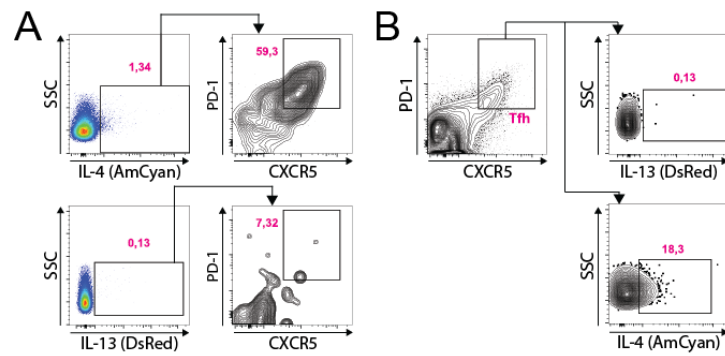 A
SSC
1,34
IL-4 (AmCyan)
PD-1
59,3
CXCR5
SSC
0,13
IL-13 (DsRed)
PD-1
7,32
CXCR5
B
PD-1
Tfh
CXCR5
SSC
0,13
IL-13 (DsRed)
SSC
18,3
IL-4 (AmCyan)